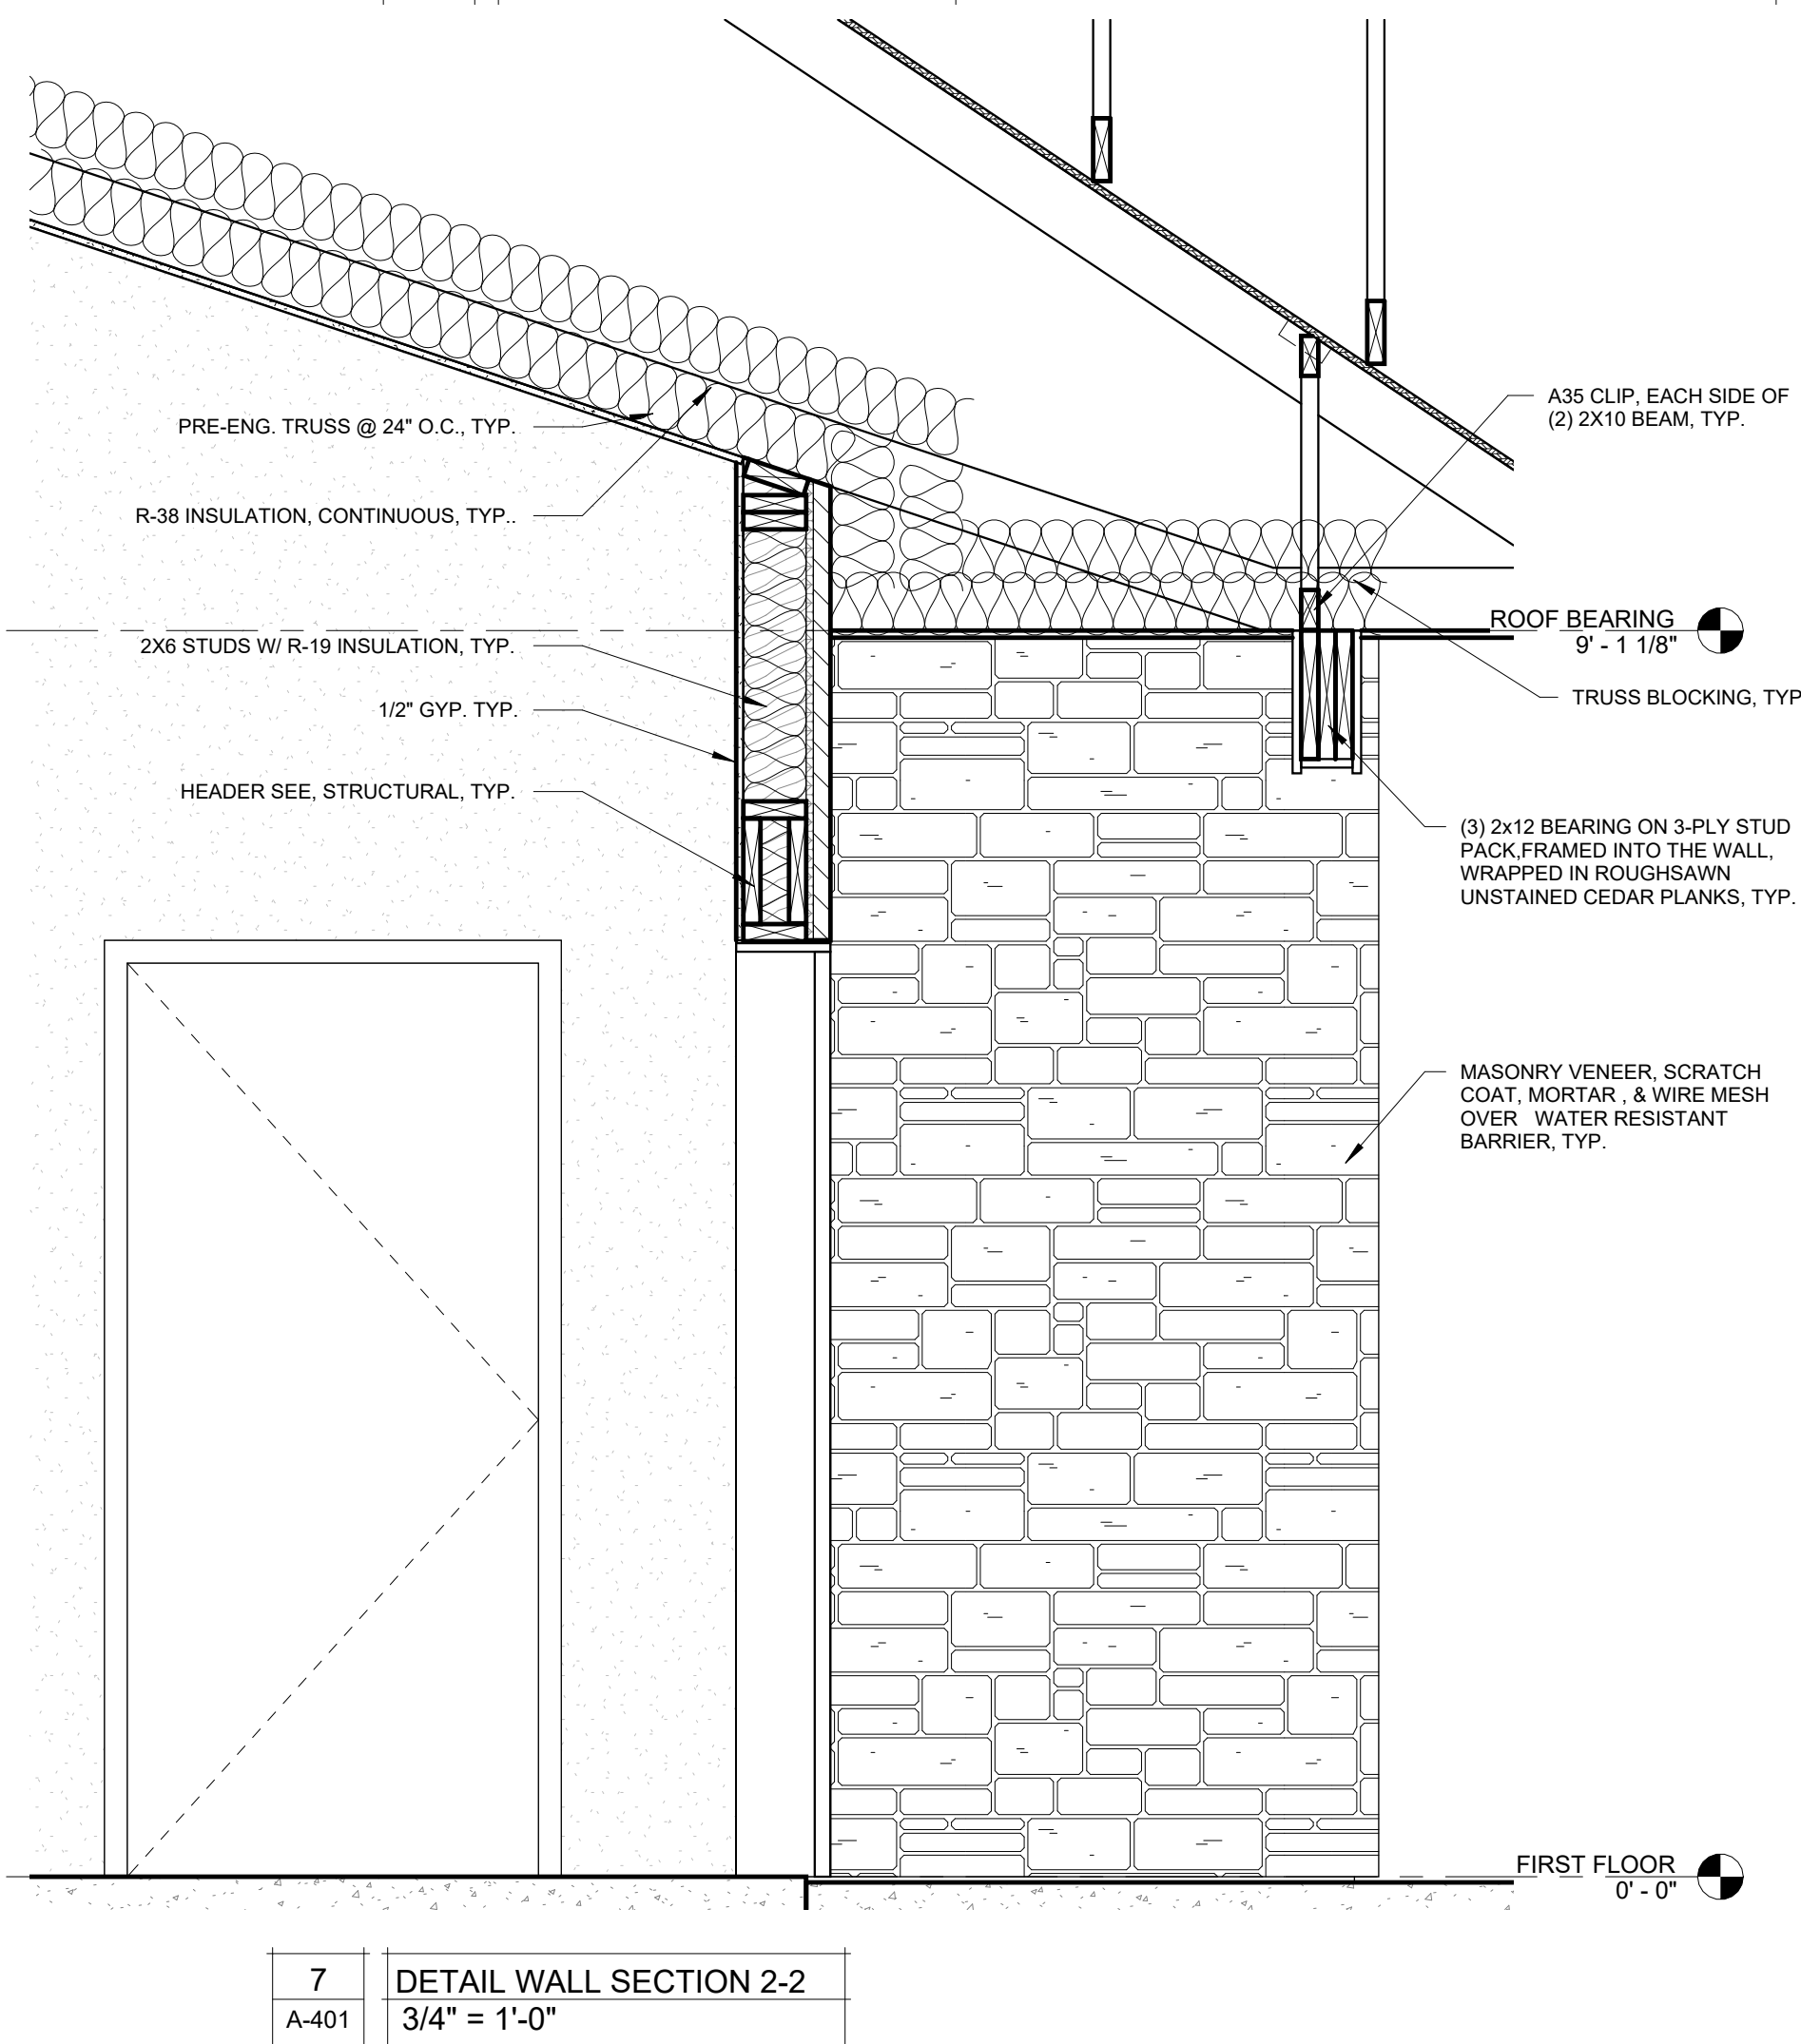 PRE-ENG. TRUSS @ 24" O.C., TYP.
R-38 INSULATION, CONTINUOUS, TYP..
2X6 STUDS W/ R-19 INSULATION, TYP.
1/2" GYP. TYP.
HEADER SEE, STRUCTURAL, TYP.
A35 CLIP, EACH SIDE OF
(2) 2X10 BEAM, TYP.
ROOF BEARING
9' - 1 1/8"
TRUSS BLOCKING, TYP
(3) 2x12 BEARING ON 3-PLY STUD
PACK,FRAMED INTO THE WALL,
WRAPPED IN ROUGHSAWN
UNSTAINED CEDAR PLANKS, TYP.
MASONRY VENEER, SCRATCH
COAT, MORTAR , & WIRE MESH
OVER WATER RESISTANT
BARRIER, TYP.
FIRST FLOOR
0' - 0"
7
A-401
DETAIL WALL SECTION 2-2
3/4" = 1'-0"